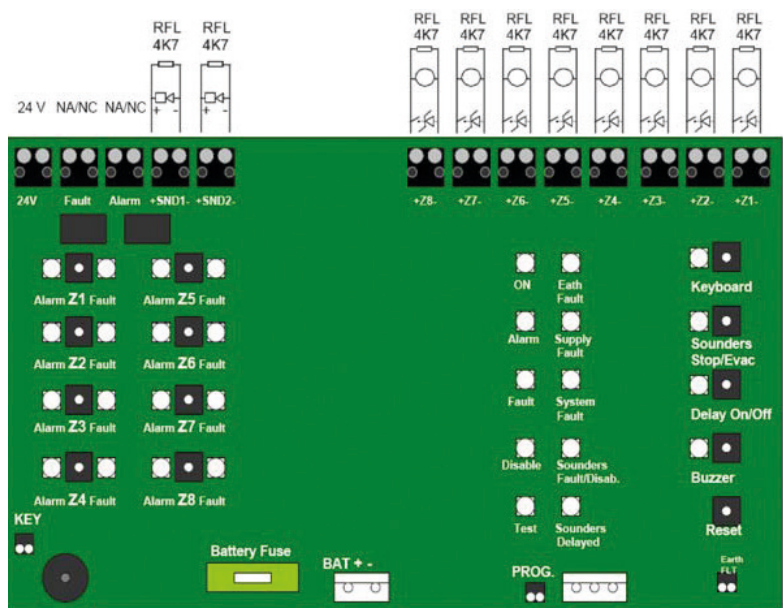 RFL RFL RFL RFL RFL RFL RFL RFL RFL RFL
4K7 4K7 4K7 4K7 4K7 4K7 4K7 4K7 4K7 4K7
+ - + -
24 V NA/NC NA/NC
24V Fault Alarm +SND1- +SND2- +Z8- +Z7- +Z6- +Z5- +Z4- +Z3- +Z2- +Z1-
Alarm Z1 Fault Alarm Z5 Fault
Alarm Z2 Fault Alarm Z6 Fault
Alarm Z3 Fault Alarm Z7 Fault
Alarm Z4 Fault Alarm Z8 Fault
ON Eath
Fault
Alarm Supply
Fault
Fault System
Fault
Disable Sounders
Fault/Disab.
Test Sounders
Delayed
Keyboard
Sounders
Stop/Evac
Delay On/Off
Buzzer
Reset
KEY
Battery Fuse
BAT + -
PROG.
Earth
FLT